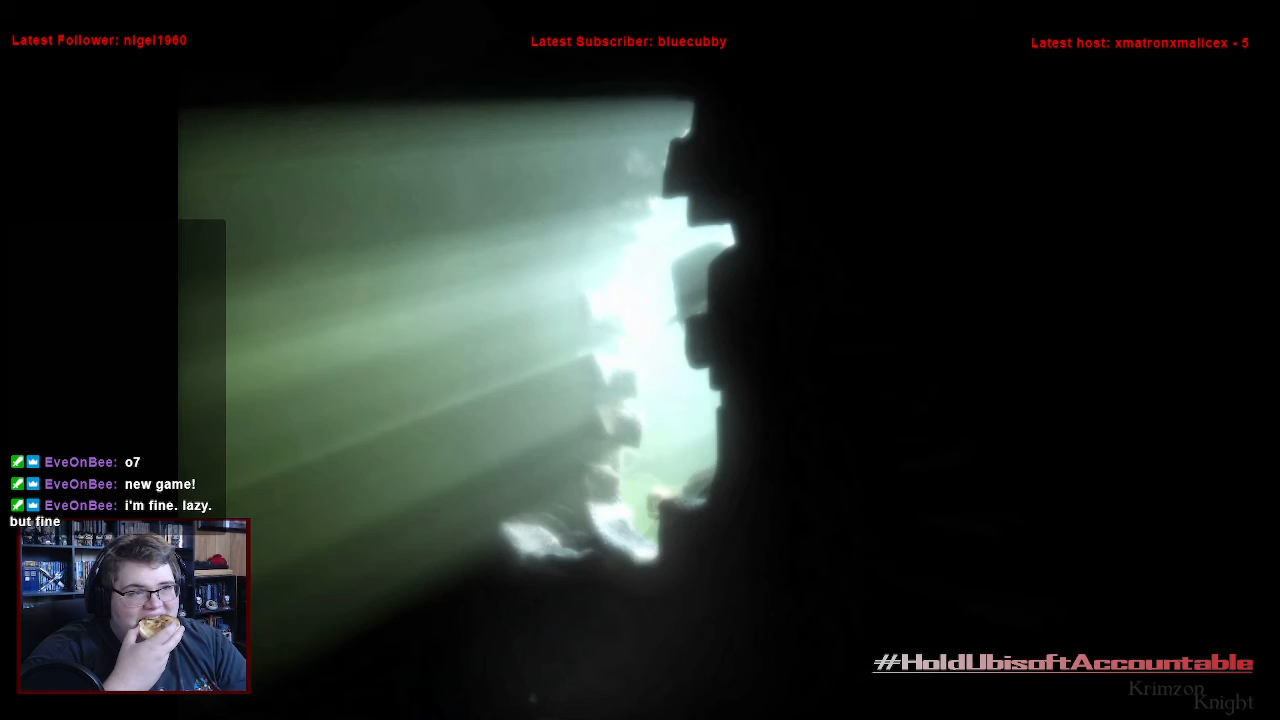 Latest Follower: nigel1960
Latest Subscriber: bluecubby
Latest host: xmatronxmalicex - 5
EveOnBee: o7
EveOnBee: new game!
EveOnBee: i'm fine. lazy.
but fine
#HoldUbisoftAccountable
Krimzon
Knight